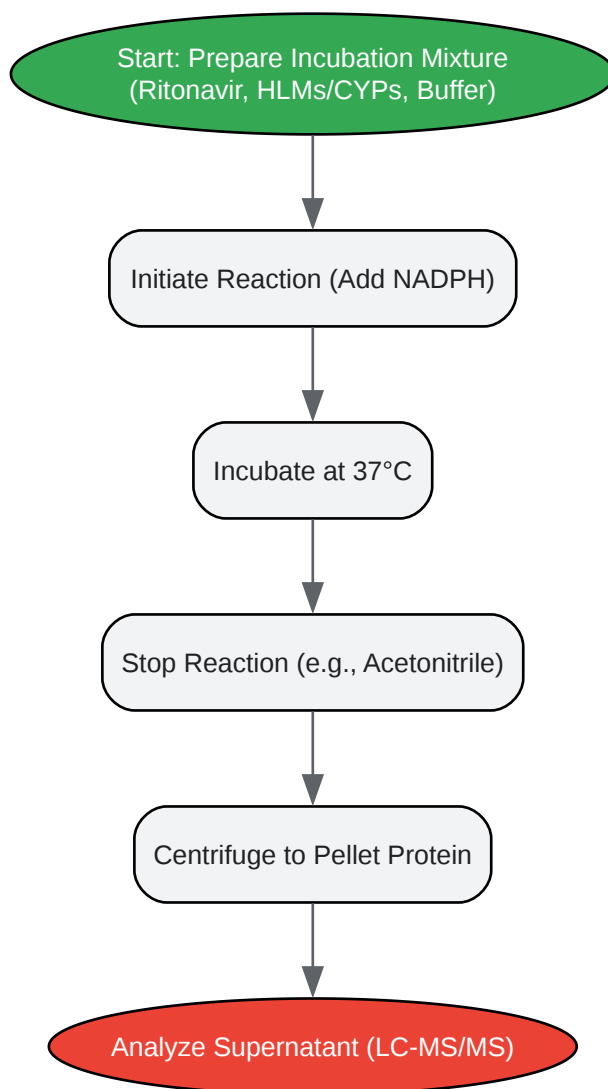 Start: Prepare Incubation Mixture
(Ritonavir, HLMs/CYPs, Buffer)
Initiate Reaction (Add NADPH)
Incubate at 37°C
Stop Reaction (e.g., Acetonitrile)
Centrifuge to Pellet Protein
Analyze Supernatant (LC-MS/MS)